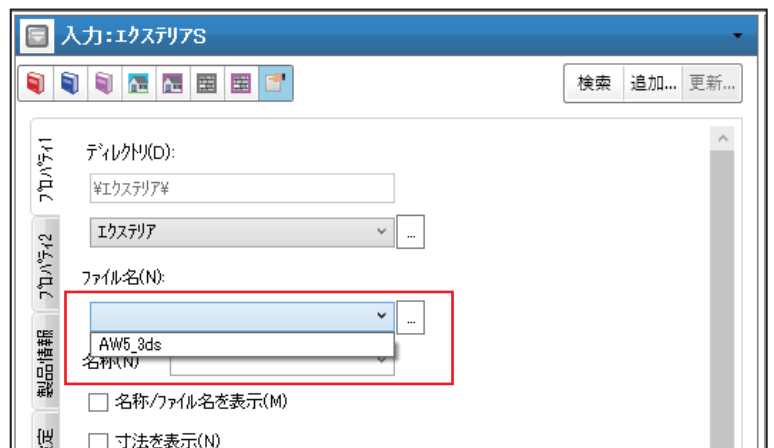 入力:ｴｸｽﾃﾘｱS
検索 追加... 更新...
ﾌﾟﾛﾊﾟﾃｨ1
ﾃﾞｨﾚｸﾄﾘ(D):
¥ｴｸｽﾃﾘｱ¥
ｴｸｽﾃﾘｱ
...
ﾌﾟﾛﾊﾟﾃｨ2
ﾌｧｲﾙ名(N):
...
AW5_3ds
製品情報
名称(N)
名称/ﾌｧｲﾙ名を表示(M)
寸法を表示(N)
定